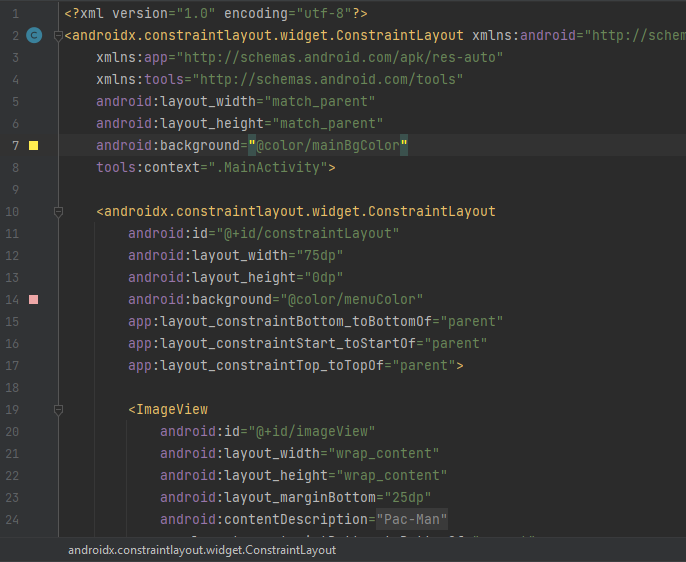 1 <?xml version="1.0" encoding="utf-8"?>
2 C <androidx.constraintlayout.widget.ConstraintLayout xmlns:android="http://schem
3 xmlns:app="http://schemas.android.com/apk/res-auto"
4 xmlns:tools="http://schemas.android.com/tools"
5 android:layout_width="match_parent"
6 android:layout_height="match_parent"
7 android:background="@color/mainBgColor"
8 tools:context=".MainActivity">
9
10 <androidx.constraintlayout.widget.ConstraintLayout
11 android:id="@+id/constraintLayout"
12 android:layout_width="75dp"
13 android:layout_height="0dp"
14 android:background="@color/menuColor"
15 app:layout_constraintBottom_toBottomOf="parent"
16 app:layout_constraintStart_toStartOf="parent"
17 app:layout_constraintTop_toTopOf="parent">
18
19 <ImageView
20 android:id="@+id/imageView"
21 android:layout_width="wrap_content"
22 android:layout_height="wrap_content"
23 android:layout_marginBottom="25dp"
24 android:contentDescription="Pac-Man"
androidx.constraintlayout.widget.ConstraintLayout